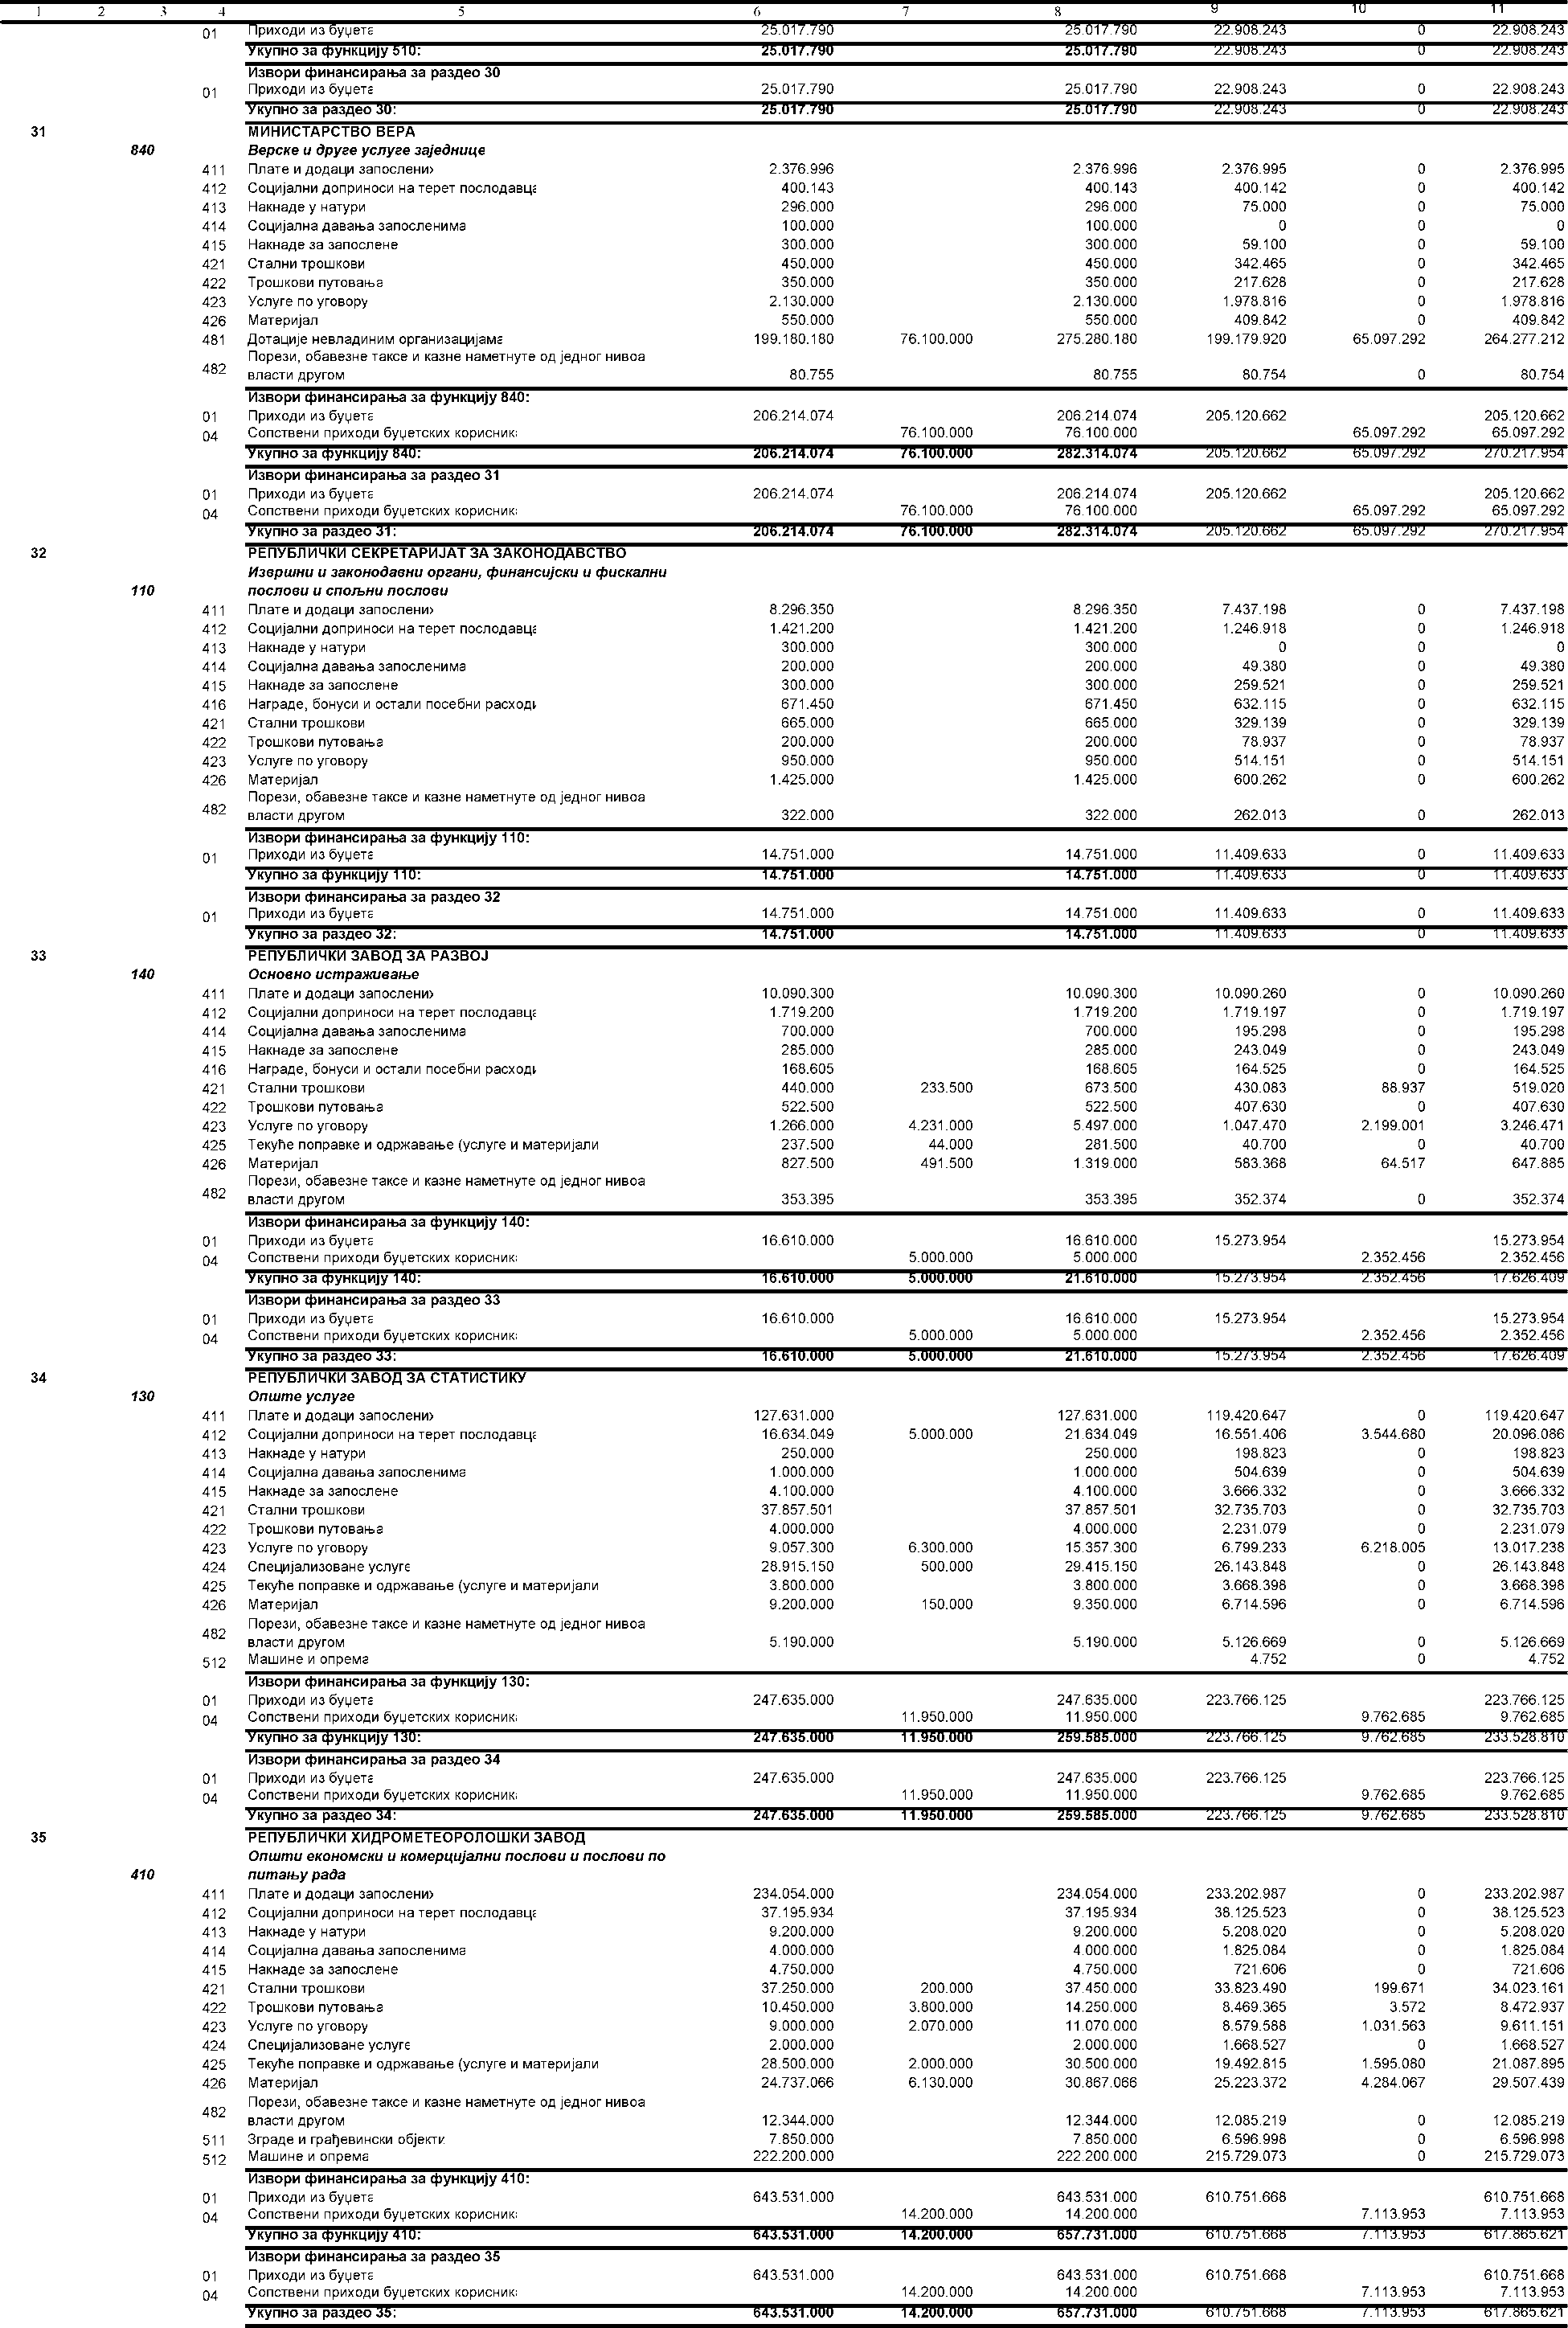 1 2 3 4 5 6 7 8 9 10 11
01 Приходи из буџета 25.017.790 25.017.790 22.908.243 0 22.908.243
Укупно за функцију 510: 25.017.790 25.017.790 22.908.243 0 22.908.243
Извори финансирања за раздео 30
01 Приходи из буџета 25.017.790 25.017.790 22.908.243 0 22.908.243
Укупно за раздео 30: 25.017.790 25.017.790 22.908.243 0 22.908.243
31 МИНИСТАРСТВО ВЕРА
840 Верске и друге услуге заједнице
411 Плате и додаци запослених 2.376.996 2.376.996 2.376.995 0 2.376.995
412 Социјални доприноси на терет послодавца 400.143 400.143 400.142 0 400.142
413 Накнаде у натури 296.000 296.000 75.000 0 75.000
414 Социјална давања запосленима 100.000 100.000 0 0 0
415 Накнаде за запослене 300.000 300.000 59.100 0 59.100
421 Стални трошкови 450.000 450.000 342.465 0 342.465
422 Трошкови путовања 350.000 350.000 217.628 0 217.628
423 Услуге по уговору 2.130.000 2.130.000 1.978.816 0 1.978.816
426 Материјал 550.000 550.000 409.842 0 409.842
481 Дотације невладиним организацијама 199.180.180 76.100.000 275.280.180 199.179.920 65.097.292 264.277.212
Порези, обавезне таксе и казне наметнуте од једног нивоа
482 власти другом 80.755 80.755 80.754 0 80.754
Извори финансирања за функцију 840:
01 Приходи из буџета 206.214.074 206.214.074 205.120.662 205.120.662
04 Сопствени приходи буџетских корисник 76.100.000 76.100.000 65.097.292 65.097.292
Укупно за функцију 840: 206.214.074 76.100.000 282.314.074 205.120.662 65.097.292 270.217.954
Извори финансирања за раздео 31
01 Приходи из буџета 206.214.074 206.214.074 205.120.662 205.120.662
04 Сопствени приходи буџетских корисник 76.100.000 76.100.000 65.097.292 65.097.292
Укупно за раздео 31: 206.214.074 76.100.000 282.314.074 205.120.662 65.097.292 270.217.954
32 РЕПУБЛИЧКИ СЕКРЕТАРИЈАТ ЗА ЗАКОНОДАВСТВО
Извршни и законодавни органи, финансијски и фискални
110 послови и спољни послови
411 Плате и додаци запослених 8.296.350 8.296.350 7.437.198 0 7.437.198
412 Социјални доприноси на терет послодавца 1.421.200 1.421.200 1.246.918 0 1.246.918
413 Накнаде у натури 300.000 300.000 0 0 0
414 Социјална давања запосленима 200.000 200.000 49.380 0 49.380
415 Накнаде за запослене 300.000 300.000 259.521 0 259.521
416 Награде, бонуси и остали посебни расходи 671.450 671.450 632.115 0 632.115
421 Стални трошкови 665.000 665.000 329.139 0 329.139
422 Трошкови путовања 200.000 200.000 78.937 0 78.937
423 Услуге по уговору 950.000 950.000 514.151 0 514.151
426 Материјал 1.425.000 1.425.000 600.262 0 600.262
Порези, обавезне таксе и казне наметнуте од једног нивоа
482 власти другом 322.000 322.000 262.013 0 262.013
Извори финансирања за функцију 110:
01 Приходи из буџета 14.751.000 14.751.000 11.409.633 0 11.409.633
Укупно за функцију 110: 14.751.000 14.751.000 11.409.633 0 11.409.633
Извори финансирања за раздео 32
01 Приходи из буџета 14.751.000 14.751.000 11.409.633 0 11.409.633
Укупно за раздео 32: 14.751.000 14.751.000 11.409.633 0 11.409.633
33 РЕПУБЛИЧКИ ЗАВОД ЗА РАЗВОЈ
140 Основно истраживање
411 Плате и додаци запослених 10.090.300 10.090.300 10.090.260 0 10.090.260
412 Социјални доприноси на терет послодавца 1.719.200 1.719.200 1.719.197 0 1.719.197
414 Социјална давања запосленима 700.000 700.000 195.298 0 195.298
415 Накнаде за запослене 285.000 285.000 243.049 0 243.049
416 Награде, бонуси и остали посебни расходи 168.605 168.605 164.525 0 164.525
421 Стални трошкови 440.000 233.500 673.500 430.083 88.937 519.020
422 Трошкови путовања 522.500 522.500 407.630 0 407.630
423 Услуге по уговору 1.266.000 4.231.000 5.497.000 1.047.470 2.199.001 3.246.471
425 Текуће поправке и одржавање (услуге и материјали 237.500 44.000 281.500 40.700 0 40.700
426 Материјал 827.500 491.500 1.319.000 583.368 64.517 647.885
Порези, обавезне таксе и казне наметнуте од једног нивоа
482 власти другом 353.395 353.395 352.374 0 352.374
Извори финансирања за функцију 140:
01 Приходи из буџета 16.610.000 16.610.000 15.273.954 15.273.954
04 Сопствени приходи буџетских корисник 5.000.000 5.000.000 2.352.456 2.352.456
Укупно за функцију 140: 16.610.000 5.000.000 21.610.000 15.273.954 2.352.456 17.626.409
Извори финансирања за раздео 33
01 Приходи из буџета 16.610.000 16.610.000 15.273.954 15.273.954
04 Сопствени приходи буџетских корисник 5.000.000 5.000.000 2.352.456 2.352.456
Укупно за раздео 33: 16.610.000 5.000.000 21.610.000 15.273.954 2.352.456 17.626.409
34 РЕПУБЛИЧКИ ЗАВОД ЗА СТАТИСТИКУ
130 Опште услуге
411 Плате и додаци запослених 127.631.000 127.631.000 119.420.647 0 119.420.647
412 Социјални доприноси на терет послодавца 16.634.049 5.000.000 21.634.049 16.551.406 3.544.680 20.096.086
413 Накнаде у натури 250.000 250.000 198.823 0 198.823
414 Социјална давања запосленима 1.000.000 1.000.000 504.639 0 504.639
415 Накнаде за запослене 4.100.000 4.100.000 3.666.332 0 3.666.332
421 Стални трошкови 37.857.501 37.857.501 32.735.703 0 32.735.703
422 Трошкови путовања 4.000.000 4.000.000 2.231.079 0 2.231.079
423 Услуге по уговору 9.057.300 6.300.000 15.357.300 6.799.233 6.218.005 13.017.238
424 Специјализоване услуге 28.915.150 500.000 29.415.150 26.143.848 0 26.143.848
425 Текуће поправке и одржавање (услуге и материјали 3.800.000 3.800.000 3.668.398 0 3.668.398
426 Материјал 9.200.000 150.000 9.350.000 6.714.596 0 6.714.596
Порези, обавезне таксе и казне наметнуте од једног нивоа
482 власти другом 5.190.000 5.190.000 5.126.669 0 5.126.669
512 Машине и опрема 4.752 0 4.752
Извори финансирања за функцију 130:
01 Приходи из буџета 247.635.000 247.635.000 223.766.125 223.766.125
04 Сопствени приходи буџетских корисник 11.950.000 11.950.000 9.762.685 9.762.685
Укупно за функцију 130: 247.635.000 11.950.000 259.585.000 223.766.125 9.762.685 233.528.810
Извори финансирања за раздео 34
01 Приходи из буџета 247.635.000 247.635.000 223.766.125 223.766.125
04 Сопствени приходи буџетских корисник 11.950.000 11.950.000 9.762.685 9.762.685
Укупно за раздео 34: 247.635.000 11.950.000 259.585.000 223.766.125 9.762.685 233.528.810
35 РЕПУБЛИЧКИ ХИДРОМЕТЕОРОЛОШКИ ЗАВОД
Општи економски и комерцијални послови и послови по
410 питању рада
411 Плате и додаци запослених 234.054.000 234.054.000 233.202.987 0 233.202.987
412 Социјални доприноси на терет послодавца 37.195.934 37.195.934 38.125.523 0 38.125.523
413 Накнаде у натури 9.200.000 9.200.000 5.208.020 0 5.208.020
414 Социјална давања запосленима 4.000.000 4.000.000 1.825.084 0 1.825.084
415 Накнаде за запослене 4.750.000 4.750.000 721.606 0 721.606
421 Стални трошкови 37.250.000 200.000 37.450.000 33.823.490 199.671 34.023.161
422 Трошкови путовања 10.450.000 3.800.000 14.250.000 8.469.365 3.572 8.472.937
423 Услуге по уговору 9.000.000 2.070.000 11.070.000 8.579.588 1.031.563 9.611.151
424 Специјализоване услуге 2.000.000 2.000.000 1.668.527 0 1.668.527
425 Текуће поправке и одржавање (услуге и материјали 28.500.000 2.000.000 30.500.000 19.492.815 1.595.080 21.087.895
426 Материјал 24.737.066 6.130.000 30.867.066 25.223.372 4.284.067 29.507.439
Порези, обавезне таксе и казне наметнуте од једног нивоа
482 власти другом 12.344.000 12.344.000 12.085.219 0 12.085.219
511 Зграде и грађевински објекти 7.850.000 7.850.000 6.596.998 0 6.596.998
512 Машине и опрема 222.200.000 222.200.000 215.729.073 0 215.729.073
Извори финансирања за функцију 410:
01 Приходи из буџета 643.531.000 643.531.000 610.751.668 610.751.668
04 Сопствени приходи буџетских корисник 14.200.000 14.200.000 7.113.953 7.113.953
Укупно за функцију 410: 643.531.000 14.200.000 657.731.000 610.751.668 7.113.953 617.865.621
Извори финансирања за раздео 35
01 Приходи из буџета 643.531.000 643.531.000 610.751.668 610.751.668
04 Сопствени приходи буџетских корисник 14.200.000 14.200.000 7.113.953 7.113.953
Укупно за раздео 35: 643.531.000 14.200.000 657.731.000 610.751.668 7.113.953 617.865.621